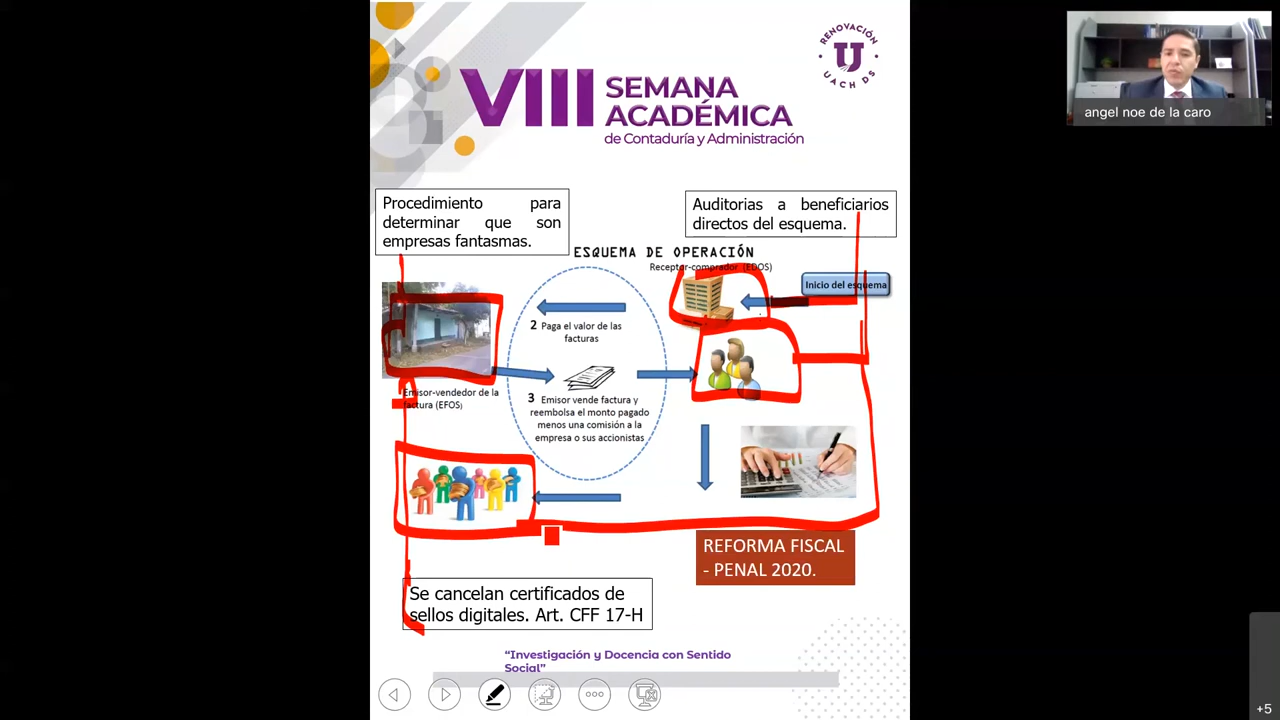 RENOVACIÓN
UACH DS
VIII SEMANA
ACADÉMICA
de Contaduría y Administración
angel noe de la caro
Procedimiento para
determinar que son
empresas fantasmas.
Auditorias a beneficiarios
directos del esquema.
ESQUEMA DE OPERACIÓN
Receptor-comprador (EDOS)
Inicio del esquema
2 Paga el valor de las
facturas
Emisor-vendedor de la
factura (EFOS)
3 Emisor vende factura y
reembolsa el monto pagado
menos una comisión a la
empresa o sus accionistas
REFORMA FISCAL
- PENAL 2020.
Se cancelan certificados de
sellos digitales. Art. CFF 17-H
“Investigación y Docencia con Sentido
Social”
+5